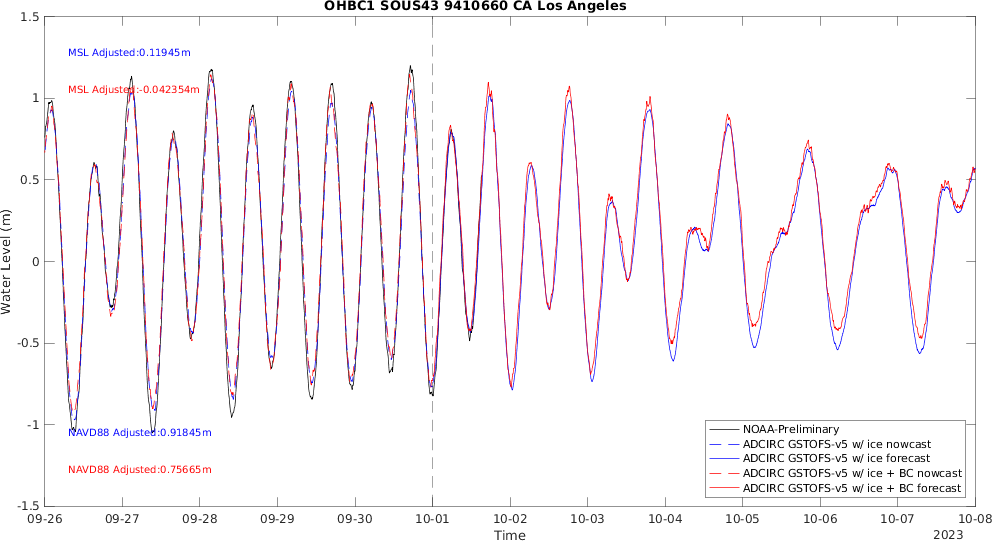 OHBC1 SOUS43 9410660 CA Los Angeles
1.5
1
0.5
0
-0.5
-1
-1.5
Water Level (m)
MSL Adjusted:0.11945m
MSL Adjusted:-0.042354m
NAVD88 Adjusted:0.91845m
NAVD88 Adjusted:0.75665m
NOAA-Preliminary
ADCIRC GSTOFS-v5 w/ ice nowcast
ADCIRC GSTOFS-v5 w/ ice forecast
ADCIRC GSTOFS-v5 w/ ice + BC nowcast
ADCIRC GSTOFS-v5 w/ ice + BC forecast
09-26 09-27 09-28 09-29 09-30 10-01 10-02 10-03 10-04 10-05 10-06 10-07 10-08
Time
2023